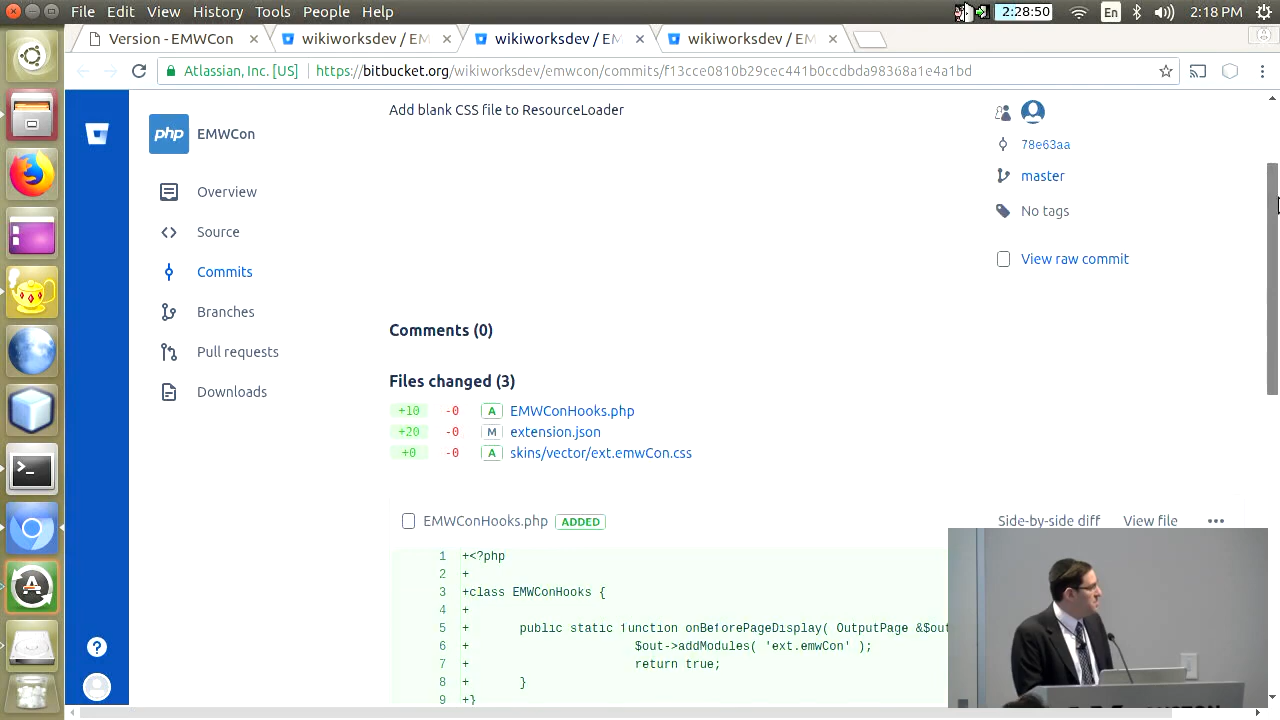 File Edit View History Tools People Help
2:28:50
En
2:18 PM
Version - EMWCon
wikiworksdev / EM
wikiworksdev / EM
wikiworksdev / EM
Atlassian, Inc. [US]
https://bitbucket.org/wikiworksdev/emwcon/commits/f13cce0810b29cec441b0ccdbda98368a1e4a1bd
php
EMWCon
Overview
Source
Commits
Branches
Pull requests
Downloads
Add blank CSS file to ResourceLoader
78e63aa
master
No tags
View raw commit
Comments (0)
Files changed (3)
+10 -0 A EMWConHooks.php
+20 -0 M extension.json
+0 -0 A skins/vector/ext.emwCon.css
EMWConHooks.php ADDED
Side-by-side diff View file
1 +<?php
2 +
3 +class EMWConHooks {
4 +
5 + public static function onBeforePageDisplay( OutputPage &$out
6 + $out->addModules( 'ext.emwCon' );
7 + return true;
8 + }
9 +}